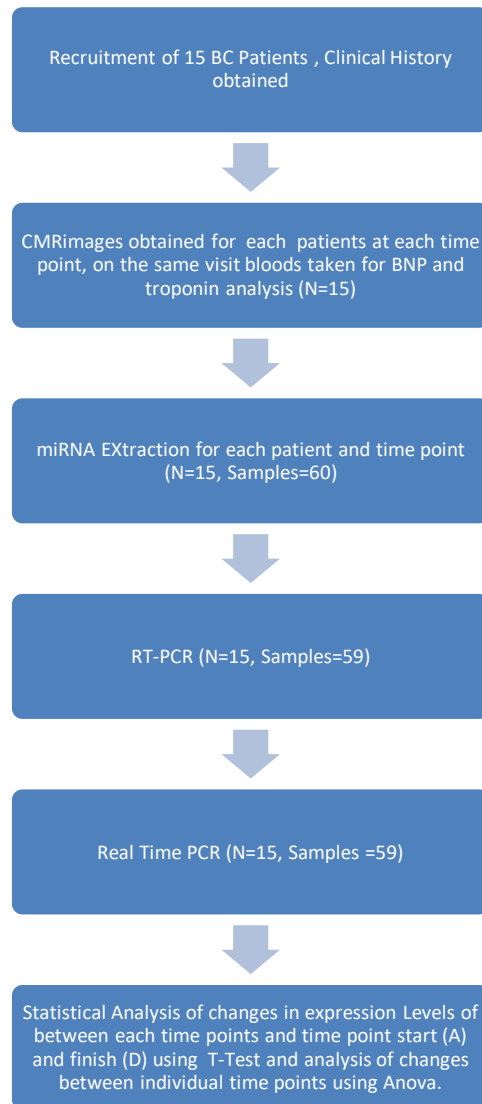 Recruitment of 15 BC Patients , Clinical History
obtained
CMRimages obtained for each patients at each time
point, on the same visit bloods taken for BNP and
troponin analysis (N=15)
miRNA EXtraction for each patient and time point
(N=15, Samples=60)
RT-PCR (N=15, Samples=59)
Real Time PCR (N=15, Samples =59)
Statistical Analysis of changes in expression Levels of
between each time points and time point start (A)
and finish (D) using T-Test and analysis of changes
between individual time points using Anova.